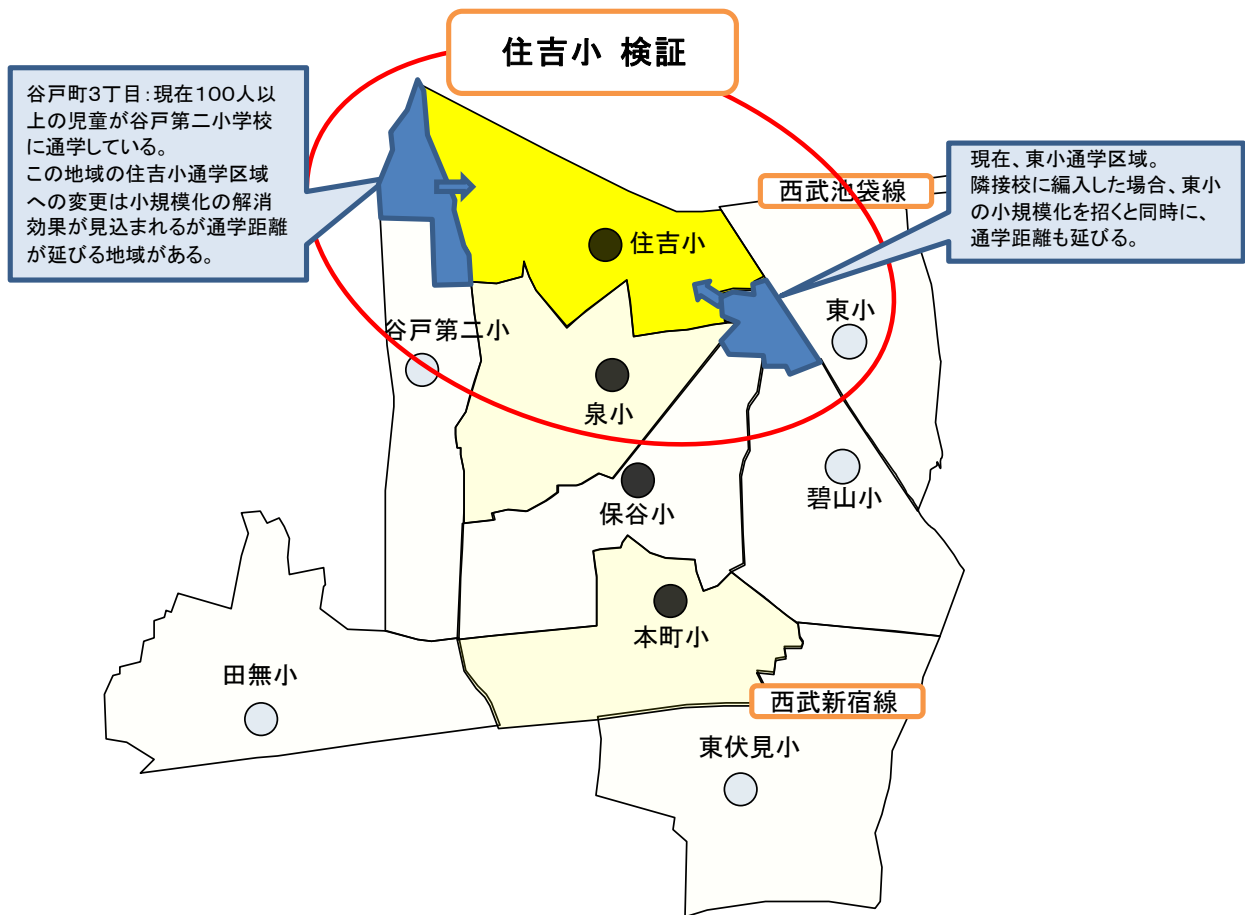 住吉小 検証
谷戸町3丁目：現在100人以
上の児童が谷戸第二小学校
に通学している。
この地域の住吉小通学区域
への変更は小規模化の解消
効果が見込まれるが通学距離
が延びる地域がある。
現在、東小通学区域。
隣接校に編入した場合、東小
の小規模化を招くと同時に、
通学距離も延びる。
西武池袋線
住吉小
東小
谷戸第二小
泉小
碧山小
保谷小
本町小
田無小
西武新宿線
東伏見小